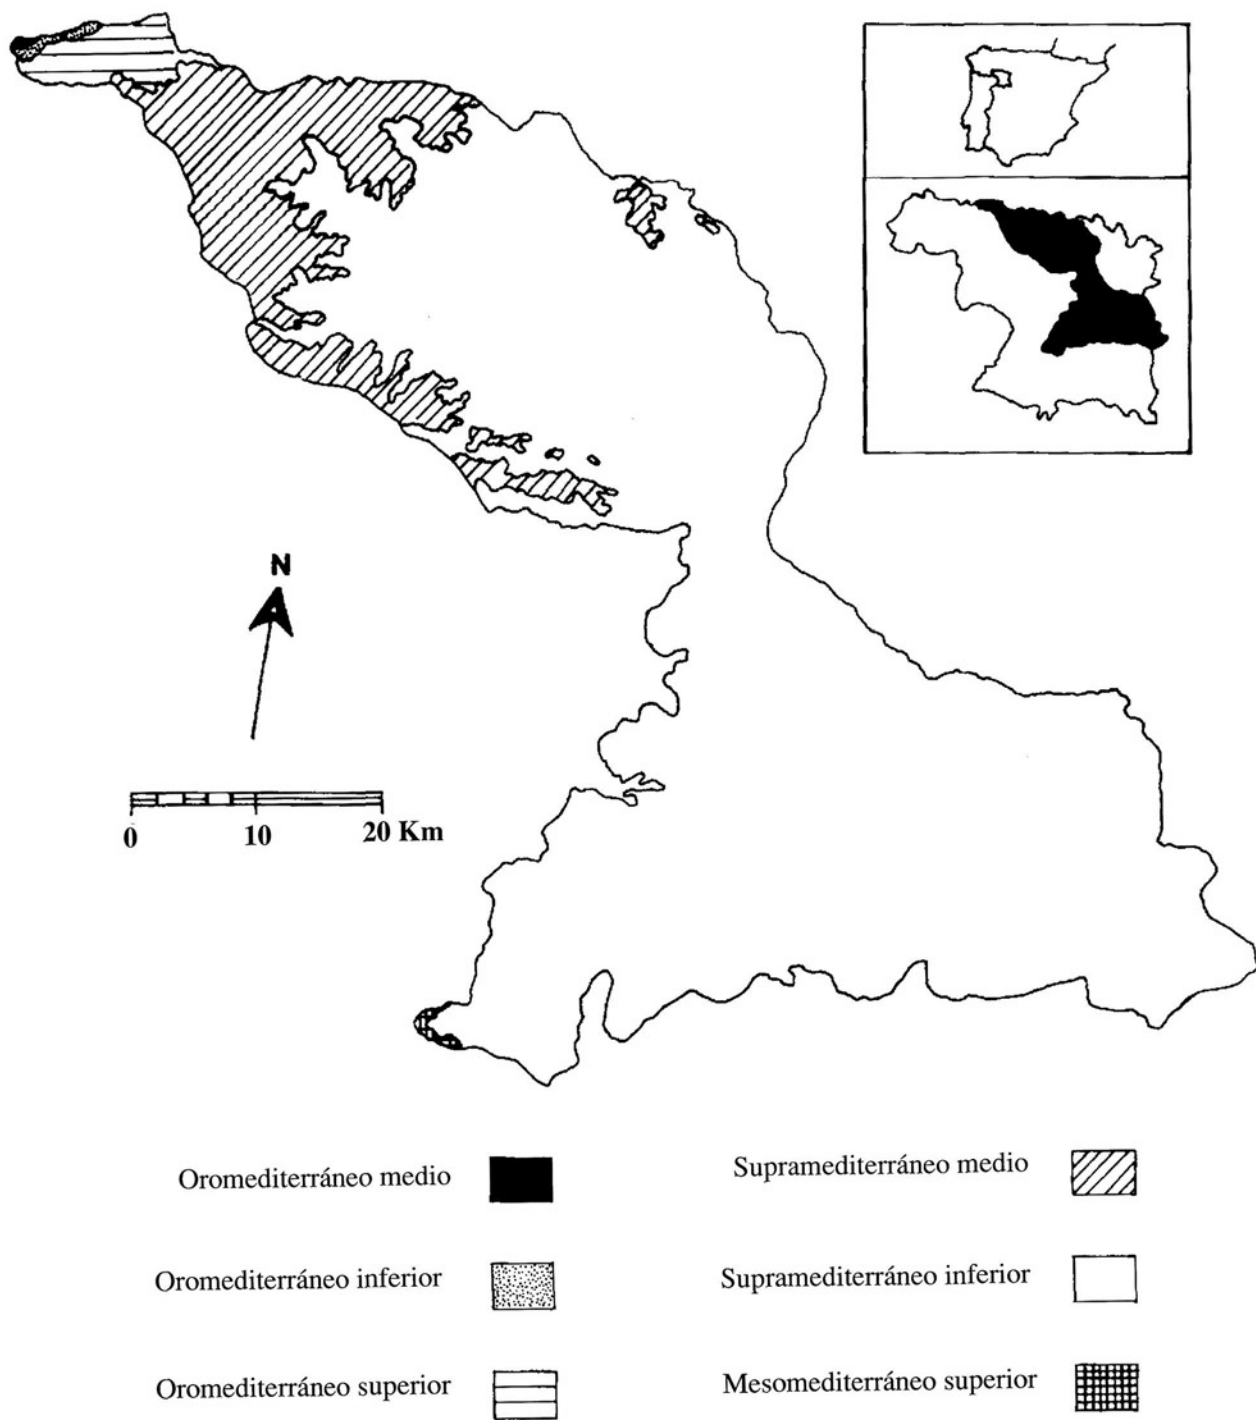 N
0 10 20 Km
Oromediterráneo medio
Supramediterráneo medio
Oromediterráneo inferior
Supramediterráneo inferior
Oromediterráneo superior
Mesomediterráneo superior